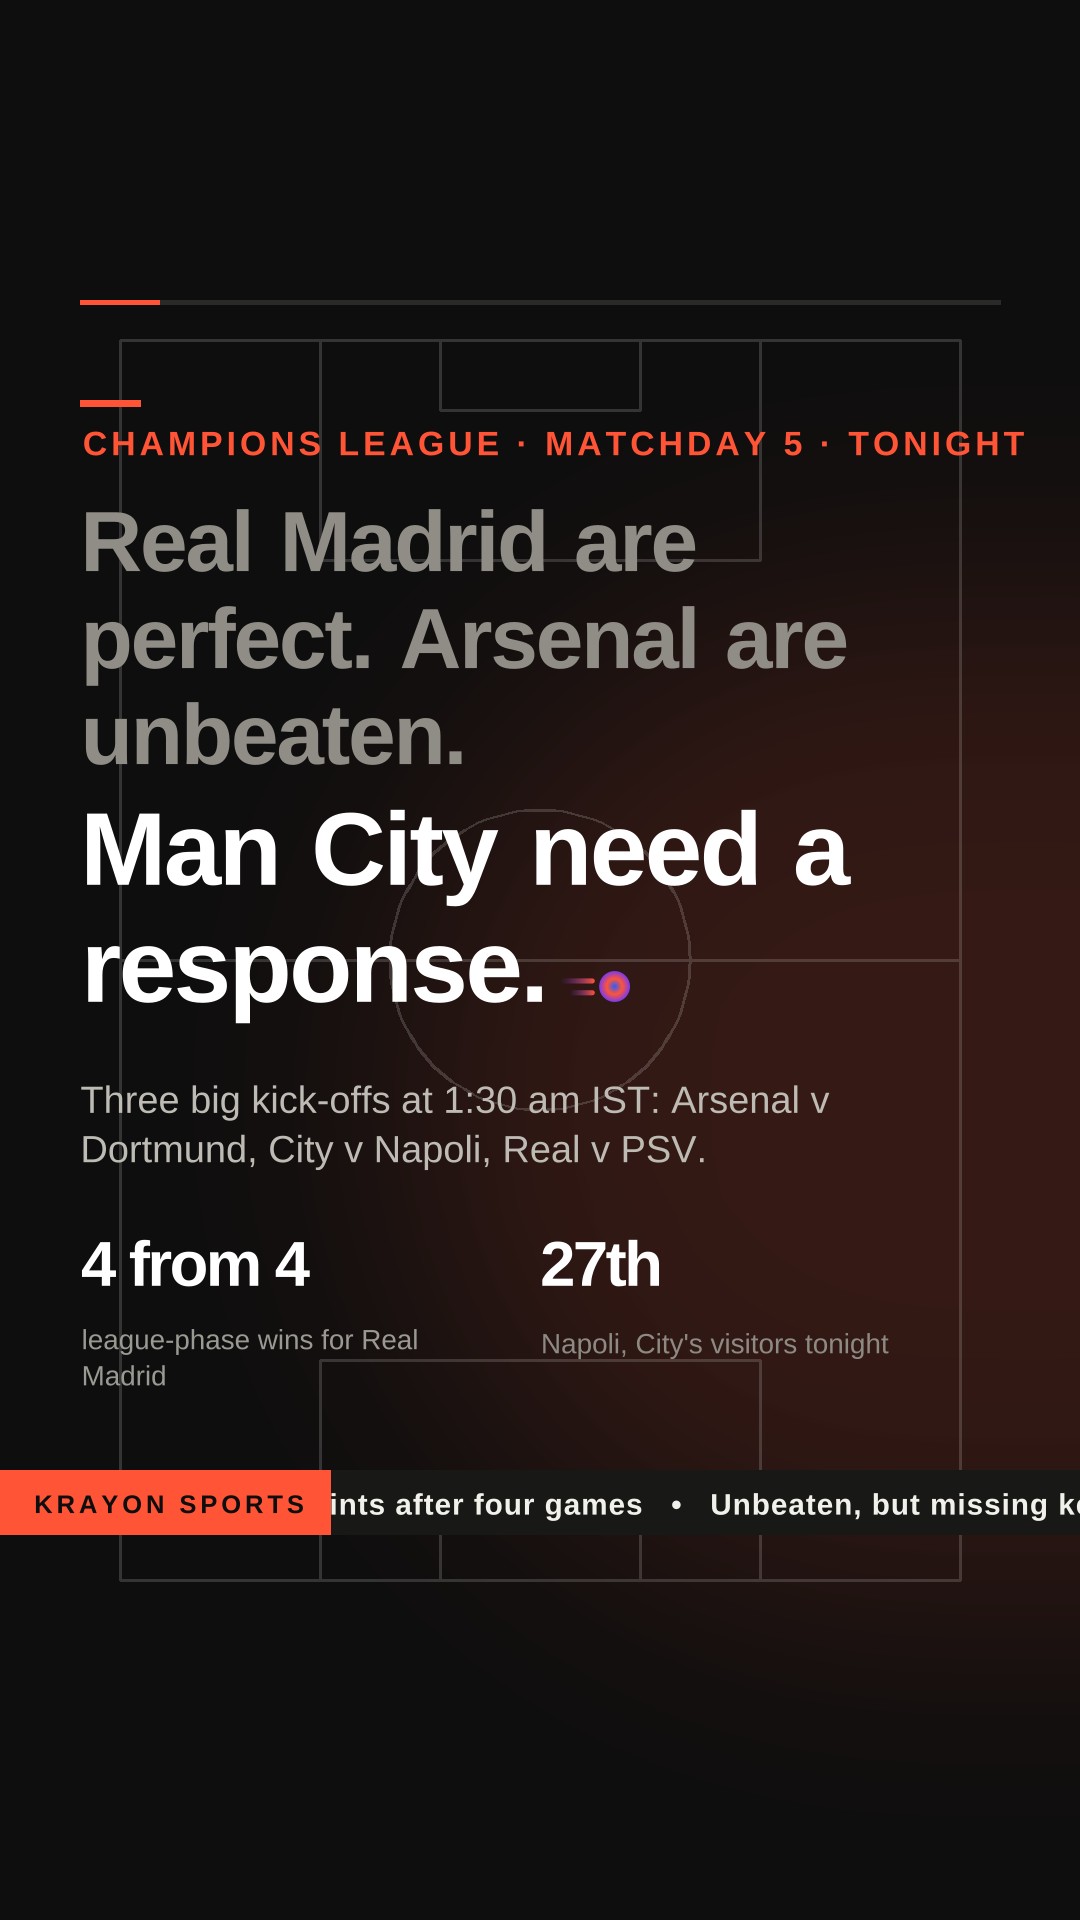 CHAMPIONS LEAGUE · MATCHDAY 5 · TONIGHT
Real Madrid are
perfect. Arsenal are
unbeaten.
Man City need a
response.
Three big kick-offs at 1:30 am IST: Arsenal v
Dortmund, City v Napoli, Real v PSV.
4 from 4
27th
league-phase wins for Real
Madrid
Napoli, City's visitors tonight
KRAYON SPORTS
ints after four games • Unbeaten, but missing